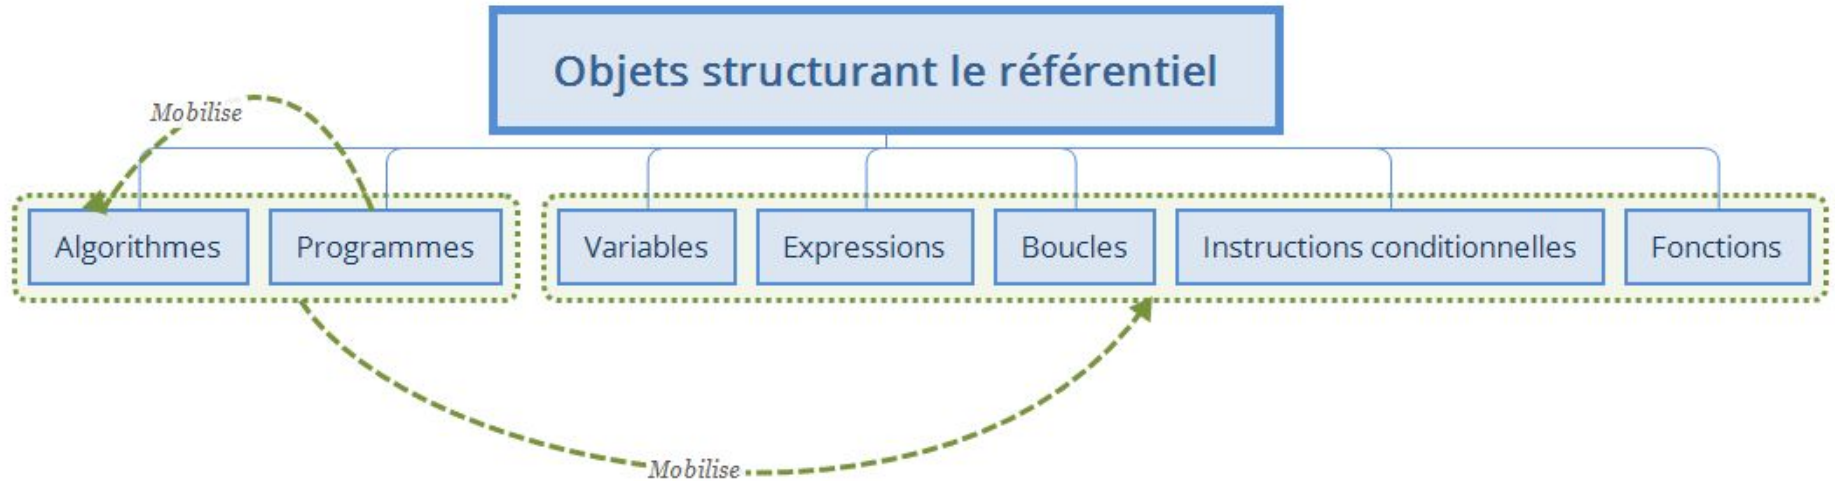 Objets structurant le référentiel
Mobilise
Algorithmes
Programmes
Variables
Expressions
Boucles
Instructions conditionnelles
Fonctions
Mobilise